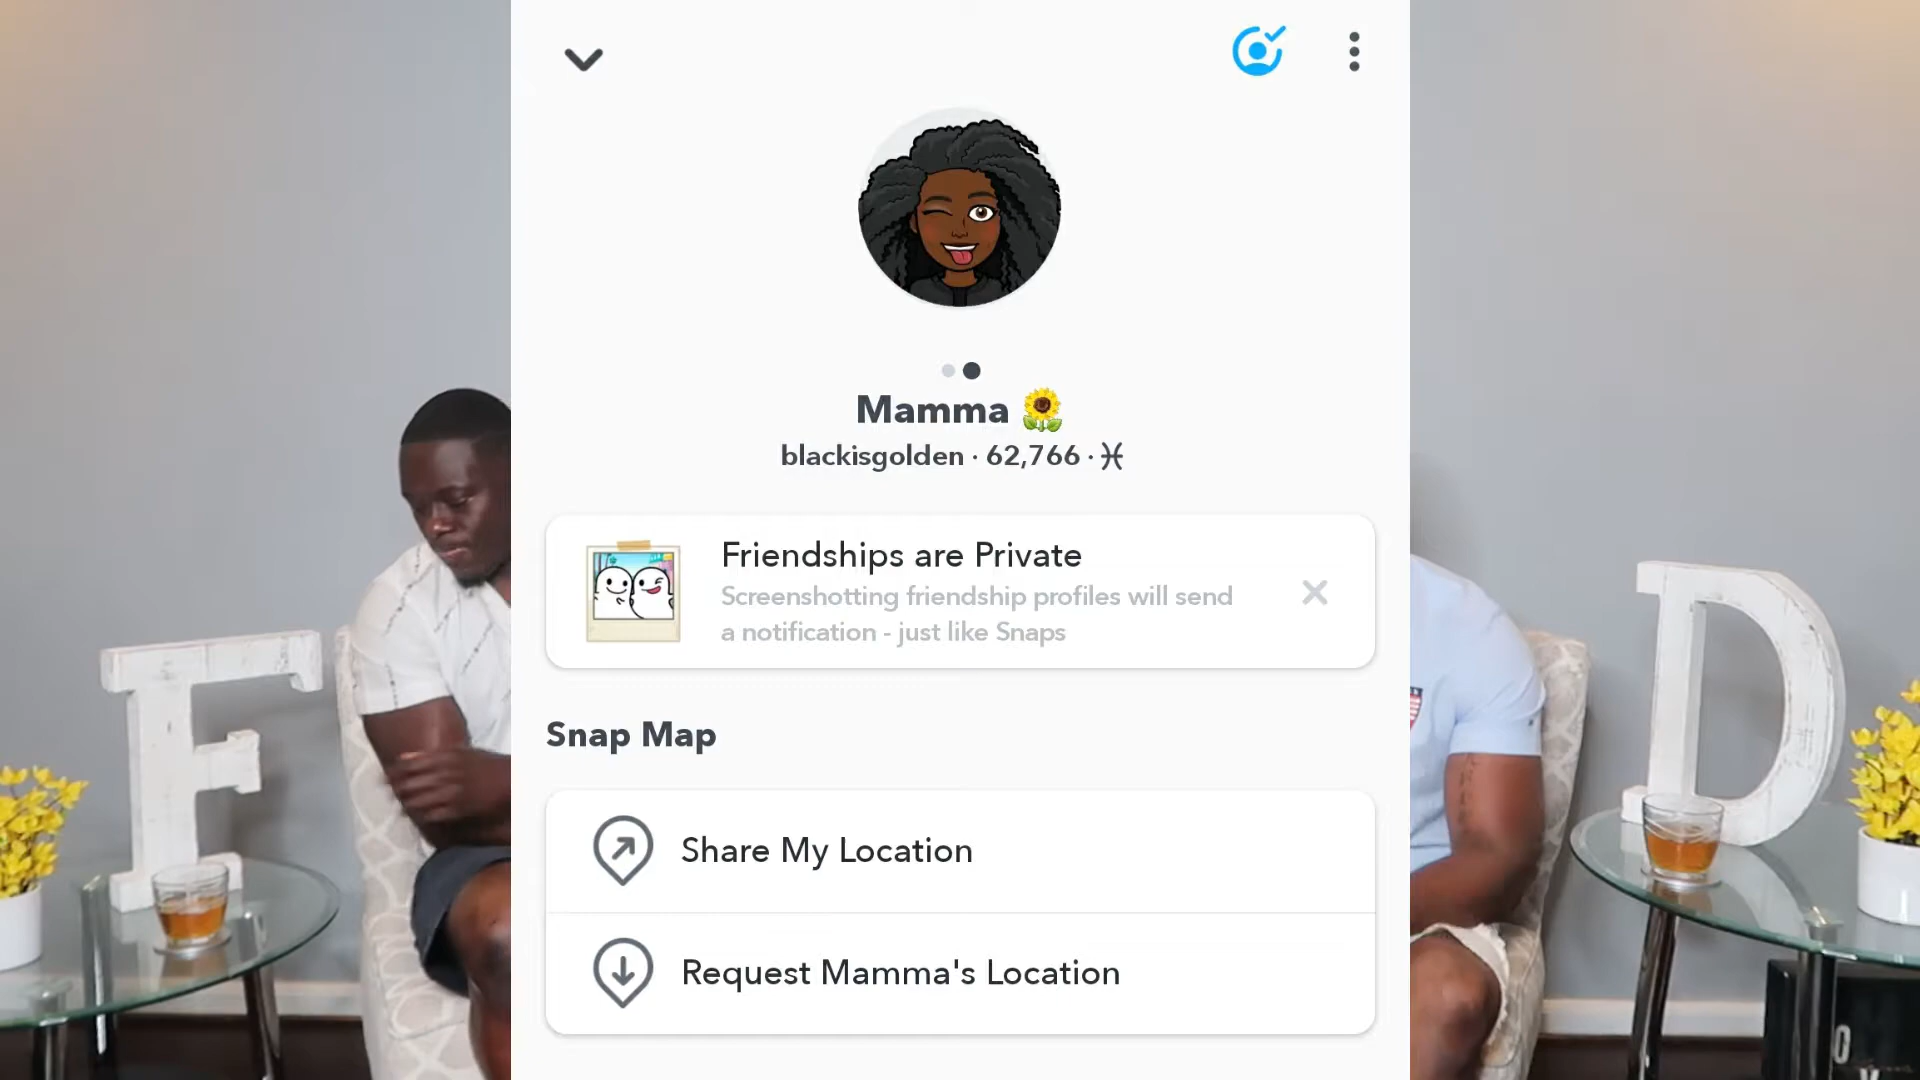 Mamma 🌻
blackisgolden · 62,766 · ♓
Friendships are Private
Screenshotting friendship profiles will send
a notification - just like Snaps
Snap Map
Share My Location
Request Mamma's Location
F
D